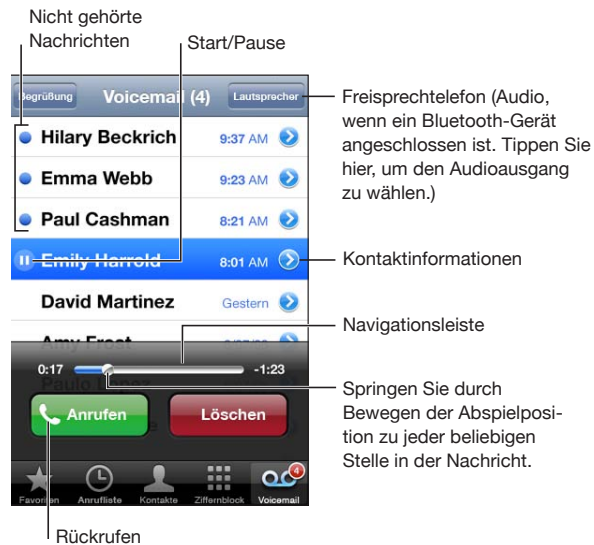 Nicht gehörte
Nachrichten
Start/Pause
Begrüßung
Voicemail (4)
Lautsprecher
Freisprechtelefon (Audio,
wenn ein Bluetooth-Gerät
angeschlossen ist. Tippen Sie
hier, um den Audioausgang
zu wählen.)
Hilary Beckrich 9:37 AM
Emma Webb 9:23 AM
Paul Cashman 8:21 AM
Emily Harrold 8:01 AM
Kontaktinformationen
David Martinez Gestern
Navigationsleiste
Amy Frost
0:17 -1:23
Paulo Lopez
Springen Sie durch
Bewegen der Abspielposi-
tion zu jeder beliebigen
Stelle in der Nachricht.
Anrufen Löschen
4
Favoriten Anrufliste Kontakte Ziffernblock Voicemail
Rückrufen